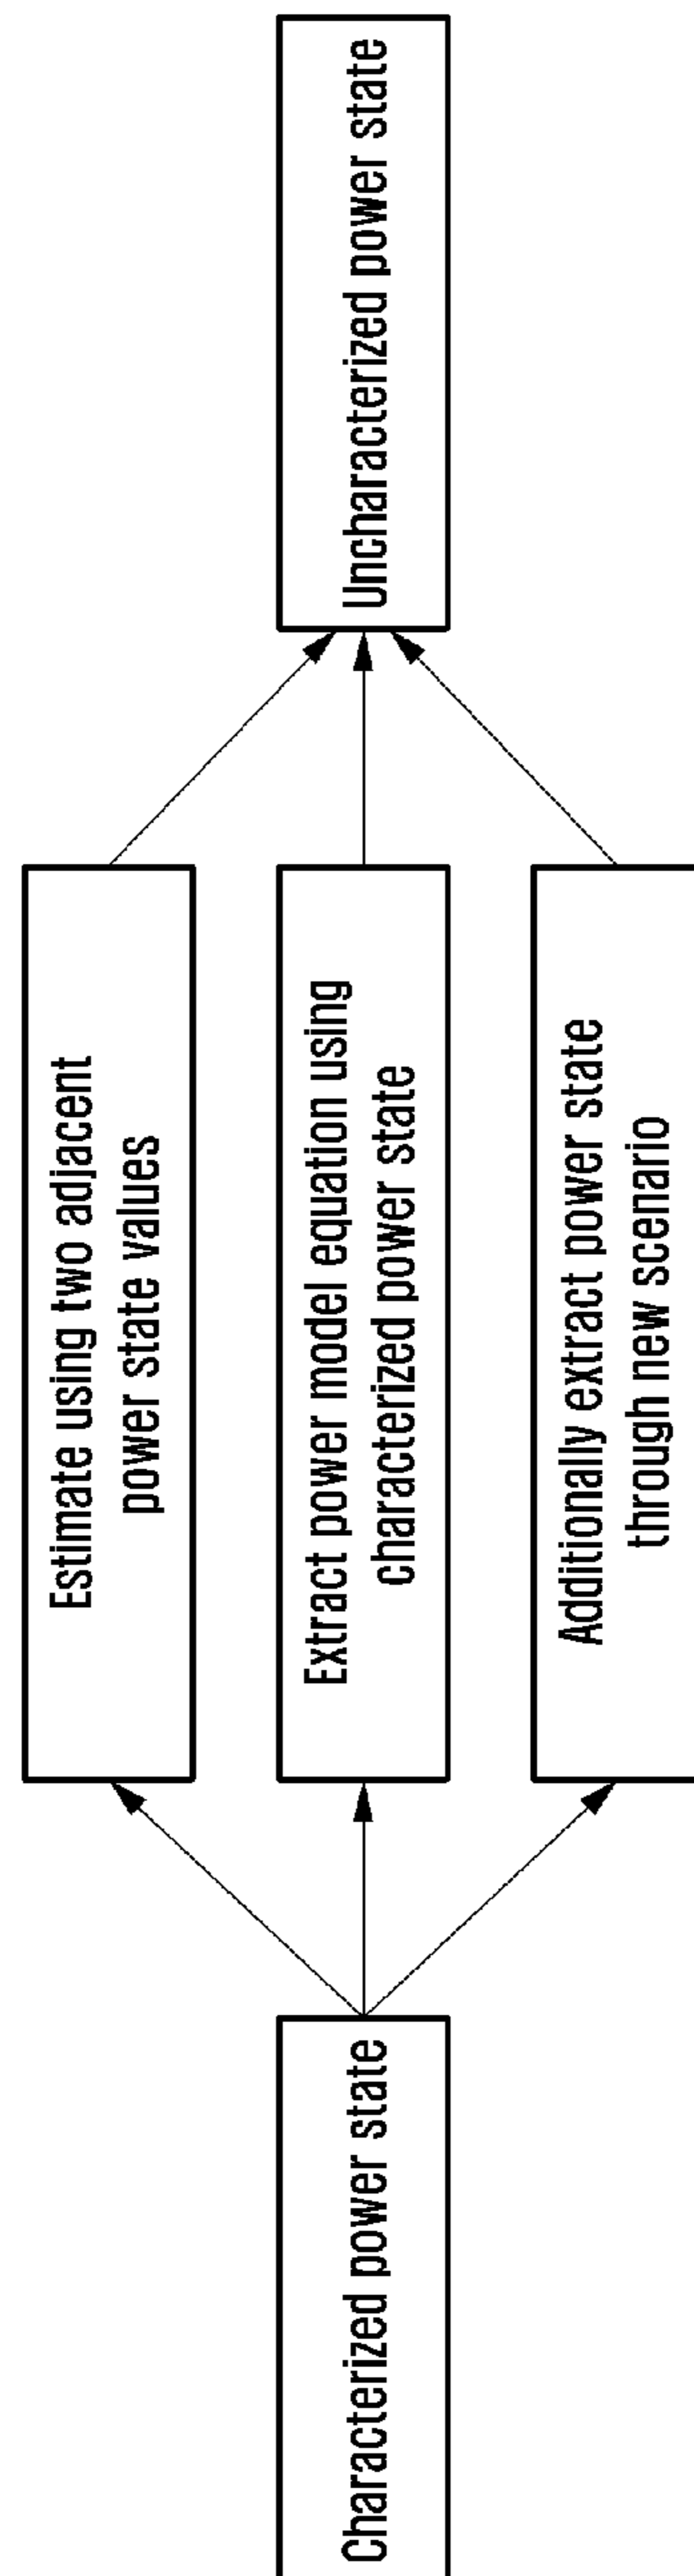 Characterized power state
Estimate using two adjacent
power state values
Extract power model equation using
characterized power state
Additionally extract power state
through new scenario
Uncharacterized power state